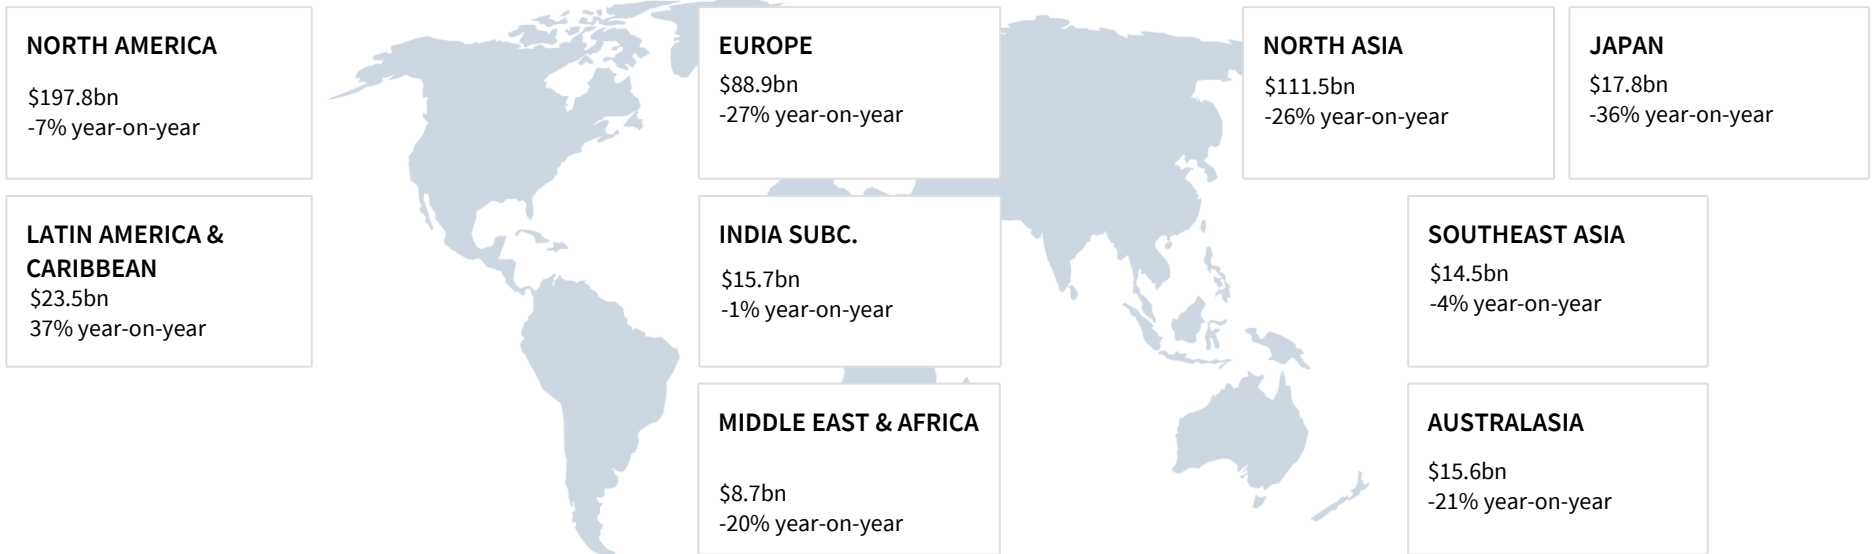 NORTH AMERICA
$197.8bn
-7% year-on-year
EUROPE
$88.9bn
-27% year-on-year
NORTH ASIA
$111.5bn
-26% year-on-year
JAPAN
$17.8bn
-36% year-on-year
LATIN AMERICA &
CARIBBEAN
$23.5bn
37% year-on-year
INDIA SUBC.
$15.7bn
-1% year-on-year
SOUTHEAST ASIA
$14.5bn
-4% year-on-year
MIDDLE EAST & AFRICA
$8.7bn
-20% year-on-year
AUSTRALASIA
$15.6bn
-21% year-on-year